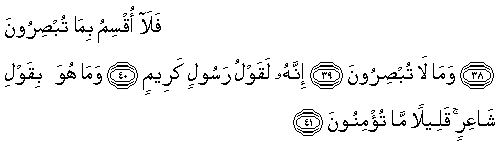 فَلَآ أُقْسِمُ بِمَا تُبْصِرُونَ
﴿٣٨﴾ وَمَا لَا تُبْصِرُونَ ﴿٣٩﴾ إِنَّهُۥ لَقَوْلُ رَسُولٍ كَرِيمٍ ﴿٤٠﴾ وَمَا هُوَ بِقَوْلِ
شَاعِرٍ ۚ قَلِيلًا مَّا تُؤْمِنُونَ ﴿٤١﴾